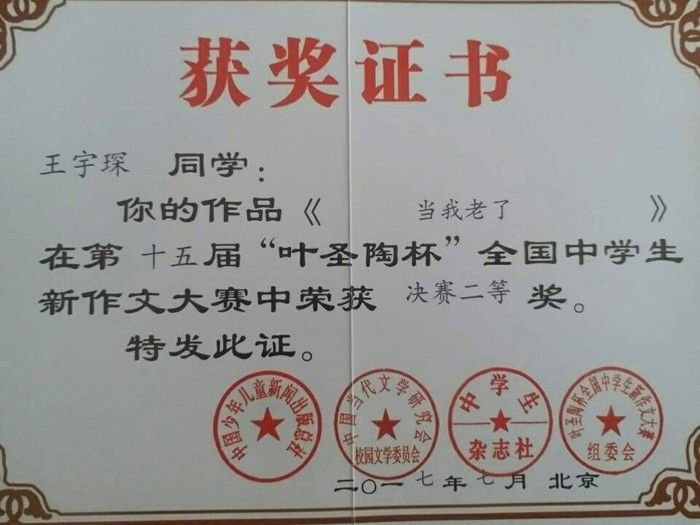 获奖证书
王宇琛 同学：
你的作品《 当我老了 》
在第十五届“叶圣陶杯”全国中学生
新作文大赛中荣获 决赛二等 奖。
特发此证。
中国少年儿童新闻出版总社
中国当代文学研究会
校园文学委员会
中学生
杂志社
叶圣陶杯全国中学生新作文大赛
组委会
二〇一七年七月 北京